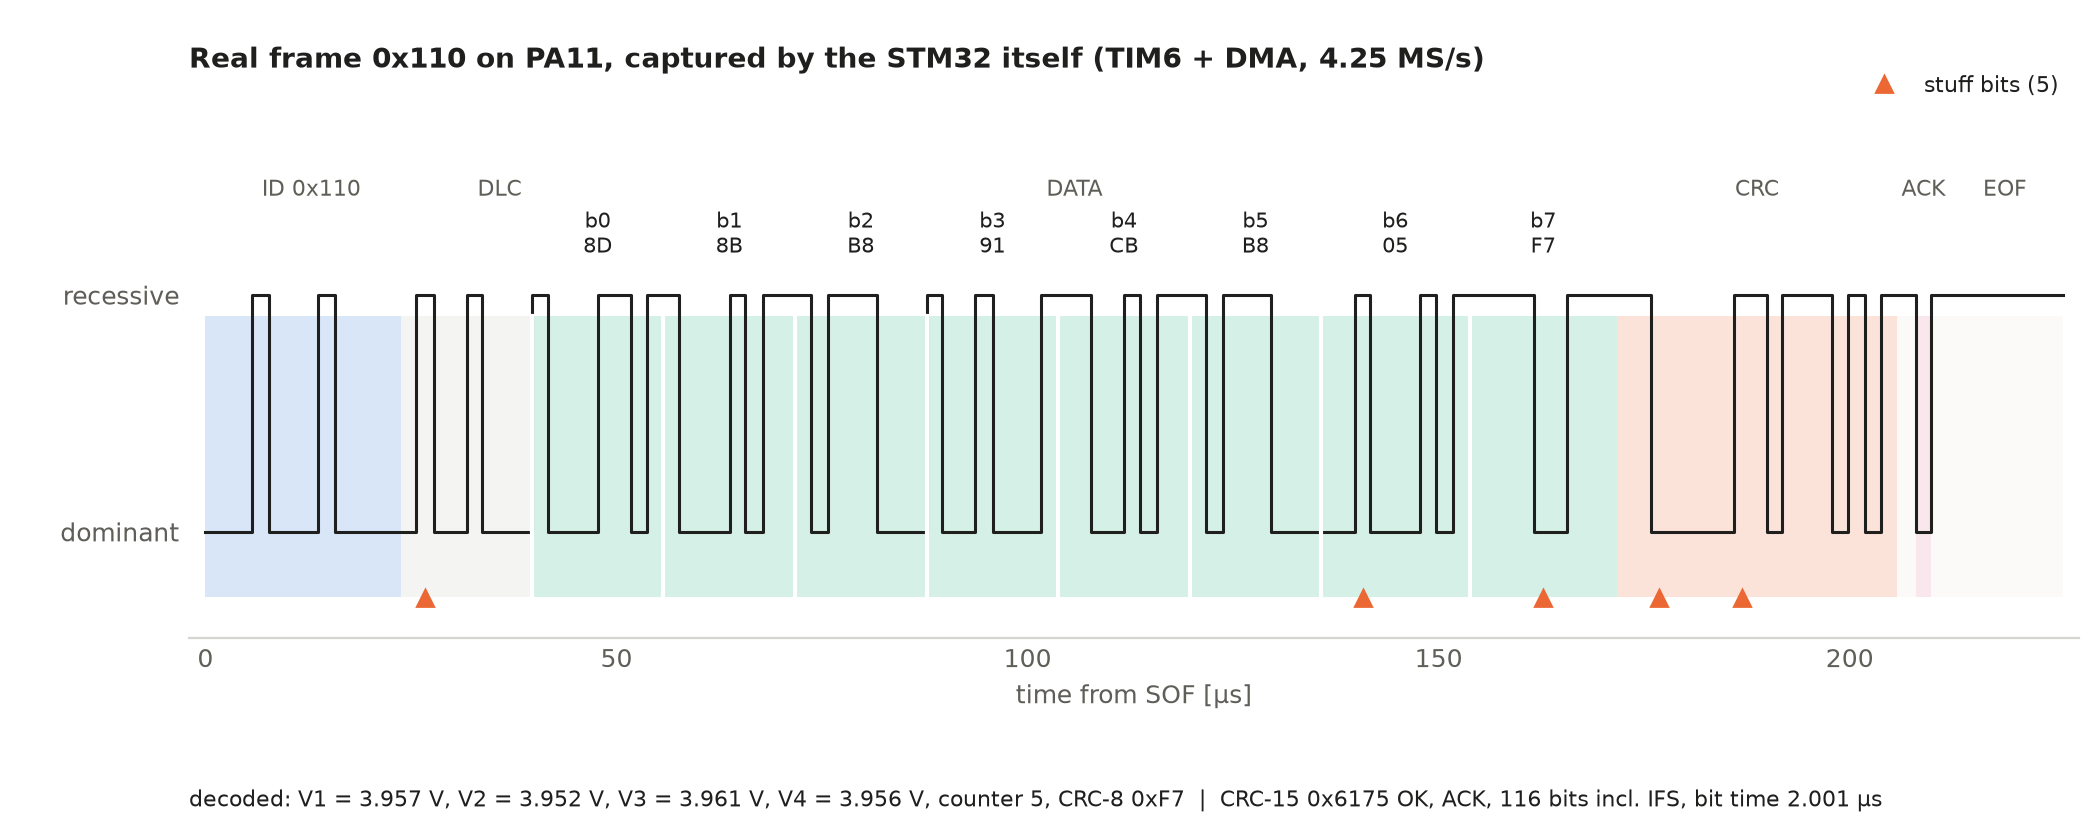 Real frame 0x110 on PA11, captured by the STM32 itself (TIM6 + DMA, 4.25 MS/s)
stuff bits (5)
ID 0x110 DLC DATA CRC ACK EOF
b0 b1 b2 b3 b4 b5 b6 b7
8D 8B B8 91 CB B8 05 F7
recessive
dominant
0 50 100 150 200
time from SOF [µs]
decoded: V1 = 3.957 V, V2 = 3.952 V, V3 = 3.961 V, V4 = 3.956 V, counter 5, CRC-8 0xF7 | CRC-15 0x6175 OK, ACK, 116 bits incl. IFS, bit time 2.001 µs